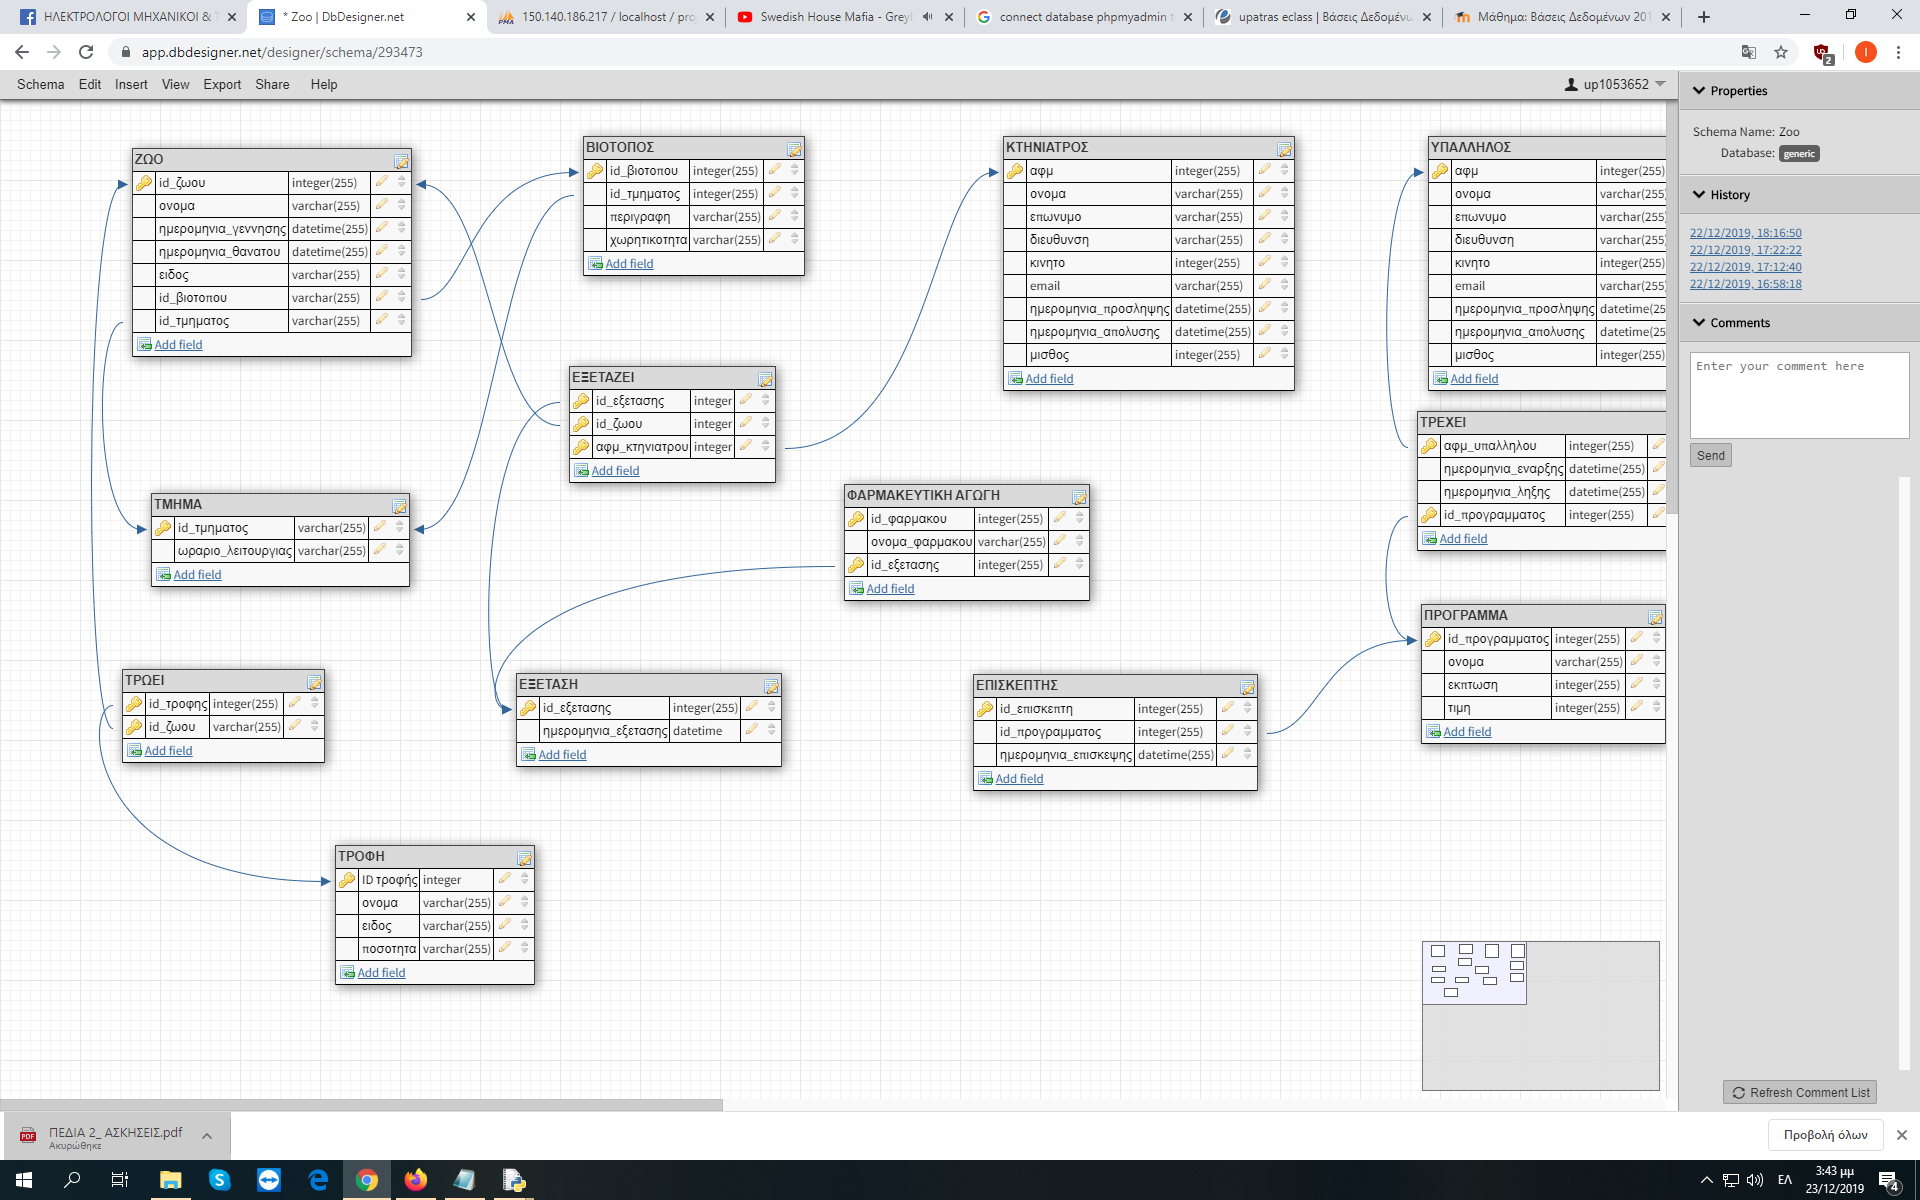 ΗΛΕΚΤΡΟΛΟΓΟΙ ΜΗΧΑΝΙΚΟΙ & Τ
* Zoo | DbDesigner.net
150.140.186.217 / localhost / pro
Swedish House Mafia - Grey
connect database phpmyadmin t
upatras eclass | Βάσεις Δεδομέν
Μάθημα: Βάσεις Δεδομένων 201
app.dbdesigner.net/designer/schema/293473
Schema Edit Insert View Export Share Help
up1053652
ΖΩΟ
id_ζωου integer(255)
ονομα varchar(255)
ημερομηνια_γεννησης datetime(255)
ημερομηνια_θανατου datetime(255)
ειδος varchar(255)
id_βιοτοπου varchar(255)
id_τμηματος varchar(255)
Add field
ΒΙΟΤΟΠΟΣ
id_βιοτοπου integer(255)
id_τμηματος integer(255)
περιγραφη varchar(255)
χωρητικοτητα varchar(255)
Add field
ΚΤΗΝΙΑΤΡΟΣ
αφμ integer(255)
ονομα varchar(255)
επωνυμο varchar(255)
διευθυνση varchar(255)
κινητο integer(255)
email varchar(255)
ημερομηνια_προσληψης datetime(255)
ημερομηνια_απολυσης datetime(255)
μισθος integer(255)
Add field
ΥΠΑΛΛΗΛΟΣ
αφμ integer(255)
ονομα varchar(255)
επωνυμο varchar(255)
διευθυνση varchar(255)
κινητο integer(255)
email varchar(255)
ημερομηνια_προσληψης datetime(255)
ημερομηνια_απολυσης datetime(255)
μισθος integer(255)
Add field
ΕΞΕΤΑΖΕΙ
id_εξετασης integer
id_ζωου integer
αφμ_κτηνιατρου integer
Add field
ΤΡΕΧΕΙ
αφμ_υπαλληλου integer(255)
ημερομηνια_εναρξης datetime(255)
ημερομηνια_ληξης datetime(255)
id_προγραμματος integer(255)
Add field
ΤΜΗΜΑ
id_τμηματος varchar(255)
ωραριο_λειτουργιας varchar(255)
Add field
ΦΑΡΜΑΚΕΥΤΙΚΗ ΑΓΩΓΗ
id_φαρμακου integer(255)
ονομα_φαρμακου varchar(255)
id_εξετασης integer(255)
Add field
ΠΡΟΓΡΑΜΜΑ
id_προγραμματος integer(255)
ονομα varchar(255)
εκπτωση integer(255)
τιμη integer(255)
Add field
ΤΡΩΕΙ
id_τροφης integer(255)
id_ζωου varchar(255)
Add field
ΕΞΕΤΑΣΗ
id_εξετασης integer(255)
ημερομηνια_εξετασης datetime
Add field
ΕΠΙΣΚΕΠΤΗΣ
id_επισκεπτη integer(255)
id_προγραμματος integer(255)
ημερομηνια_επισκεψης datetime(255)
Add field
ΤΡΟΦΗ
ID τροφής integer
ονομα varchar(255)
ειδος varchar(255)
ποσοτητα varchar(255)
Add field
Properties
Schema Name: Zoo
Database: generic
History
22/12/2019, 18:16:50
22/12/2019, 17:22:22
22/12/2019, 17:12:40
22/12/2019, 16:58:18
Comments
Enter your comment here
Send
Refresh Comment List
ΠΕΔΙΑ 2_ ΑΣΚΗΣΕΙΣ.pdf
Ακυρώθηκε
Προβολή όλων
ΕΛ
3:43 μμ
23/12/2019
4